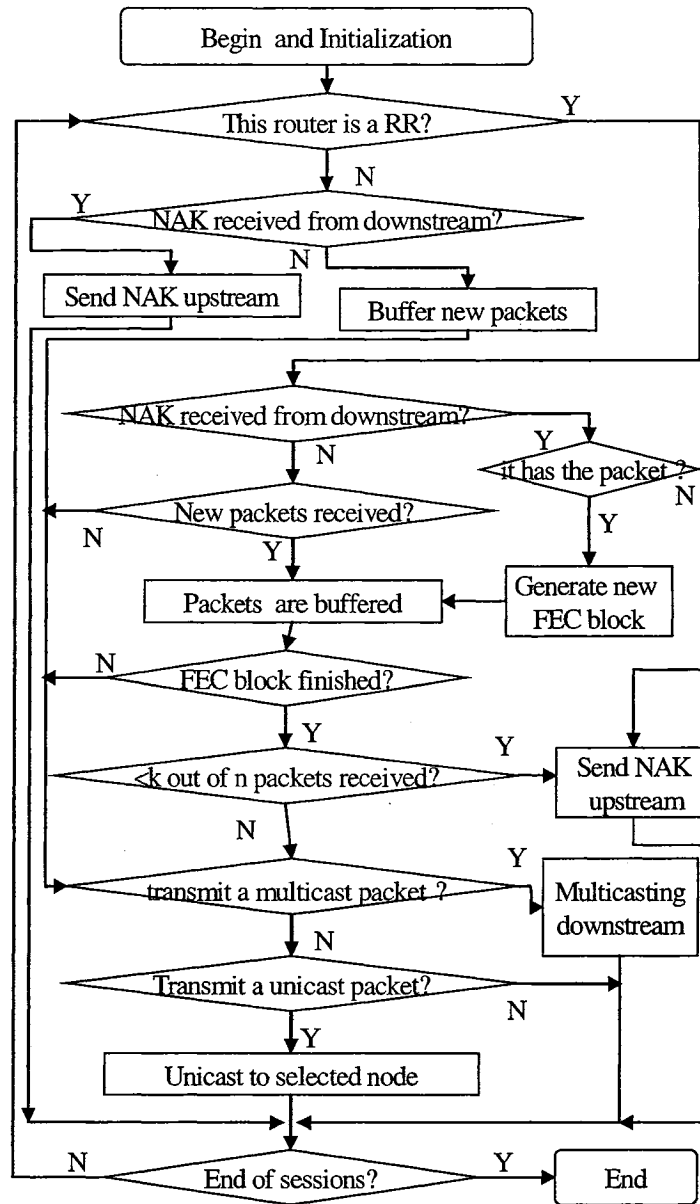 Begin and Initialization
This router is a RR?
Y
N
Y
NAK received from downstream?
N
Send NAK upstream
Buffer new packets
NAK received from downstream?
Y
N
it has the packet ?
N
New packets received?
N
Y
Y
Packets are buffered
Generate new
FEC block
N
FEC block finished?
Y
<k out of n packets received?
Y
Send NAK
upstream
N
Y
transmit a multicast packet ?
Multicasting
downstream
N
Transmit a unicast packet?
N
Y
Unicast to selected node
N
End of sessions?
Y
End